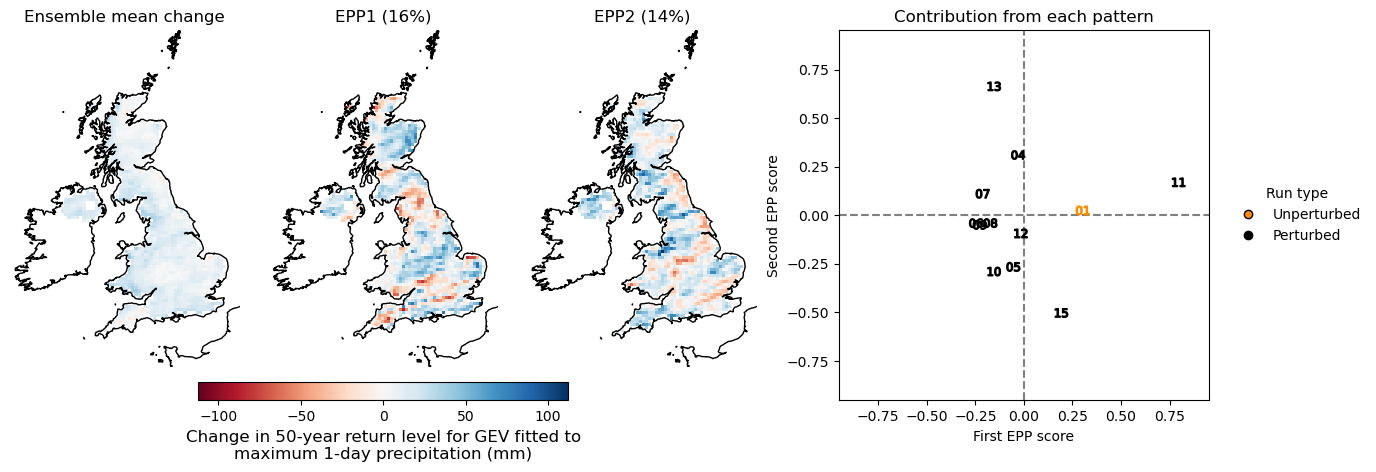 Ensemble mean change
EPP1 (16%)
EPP2 (14%)
Contribution from each pattern
−100
−50
0
50
100
Change in 50-year return level for GEV fitted to
maximum 1-day precipitation (mm)
Second EPP score
0.75
0.50
0.25
0.00
−0.25
−0.50
−0.75
13
04
11
07
01
08
12
05
10
15
−0.75
−0.50
−0.25
0.00
0.25
0.50
0.75
First EPP score
Run type
Unperturbed
Perturbed